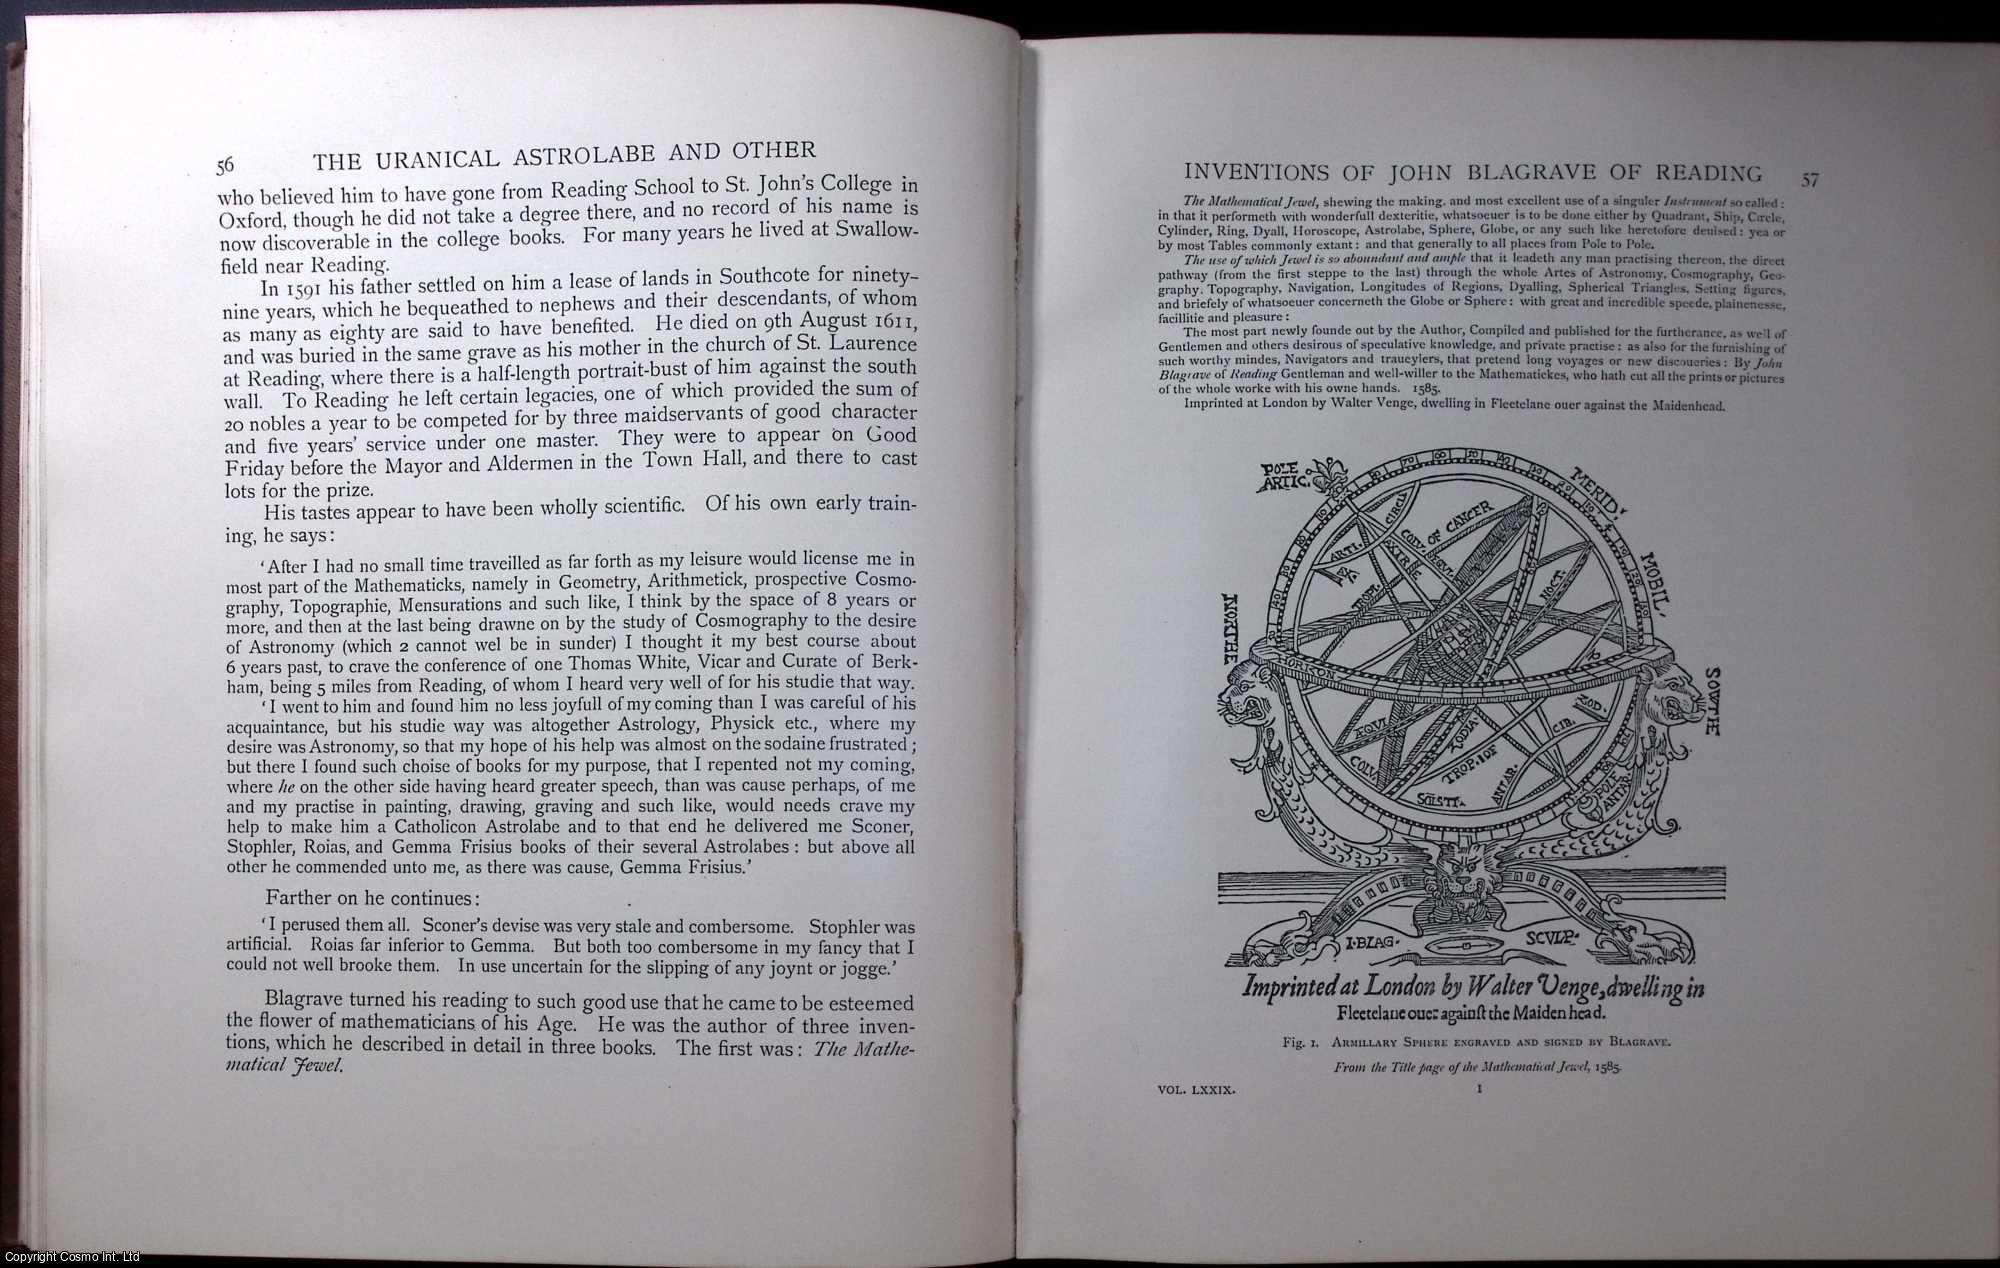 56 THE URANICAL ASTROLABE AND OTHER
who believed him to have gone from Reading School to St. John's College in
Oxford, though he did not take a degree there, and no record of his name is
now discoverable in the college books. For many years he lived at Swallow-
field near Reading.
In 1591 his father settled on him a lease of lands in Southcote for ninety-
nine years, which he bequeathed to nephews and their descendants, of whom
as many as eighty are said to have benefited. He died on 9th August 1611,
and was buried in the same grave as his mother in the church of St. Laurence
at Reading, where there is a half-length portrait-bust of him against the south
wall. To Reading he left certain legacies, one of which provided the sum of
20 nobles a year to be competed for by three maidservants of good character
and five years' service under one master. They were to appear on Good
Friday before the Mayor and Aldermen in the Town Hall, and there to cast
lots for the prize.
His tastes appear to have been wholly scientific. Of his own early train-
ing, he says:
'After I had no small time traveilled as far forth as my leisure would license me in
most part of the Mathematicks, namely in Geometry, Arithmetick, prospective Cosmo-
graphy, Topographie, Mensurations and such like, I think by the space of 8 years or
more, and then at the last being drawne on by the study of Cosmography to the desire
of Astronomy (which 2 cannot wel be in sunder) I thought it my best course about
6 years past, to crave the conference of one Thomas White, Vicar and Curate of Berk-
ham, being 5 miles from Reading, of whom I heard very well of for his studie that way.
'I went to him and found him no less joyfull of my coming than I was careful of his
acquaintance, but his studie way was altogether Astrology, Physick etc., where my
desire was Astronomy, so that my hope of his help was almost on the sodaine frustrated;
but there I found such choise of books for my purpose, that I repented not my coming,
where he on the other side having heard greater speech, than was cause perhaps, of me
and my practise in painting, drawing, graving and such like, would needs crave my
help to make him a Catholicon Astrolabe and to that end he delivered me Sconer,
Stophler, Roias, and Gemma Frisius books of their several Astrolabes: but above all
other he commended unto me, as there was cause, Gemma Frisius.'
Farther on he continues:
'I perused them all. Sconer's devise was very stale and combersome. Stophler was
artificial. Roias far inferior to Gemma. But both too combersome in my fancy that I
could not well brooke them. In use uncertain for the slipping of any joynt or jogge.'
Blagrave turned his reading to such good use that he came to be esteemed
the flower of mathematicians of his Age. He was the author of three inven-
tions, which he described in detail in three books. The first was: The Mathe-
matical Jewel.
INVENTIONS OF JOHN BLAGRAVE OF READING 57
The Mathematical Jewel, shewing the making, and most excellent use of a singuler Instrument so called:
in that it performeth with wonderfull dexteritie, whatsoeuer is to be done either by Quadrant, Ship, Circle,
Cylinder, Ring, Dyall, Horoscope, Astrolabe, Sphere, Globe, or any such like heretofore deuised: yea or
by most Tables commonly extant: and that generally to all places from Pole to Pole.
The use of which Jewel is so aboundant and ample that it leadeth any man practising thereon, the direct
pathway (from the first steppe to the last) through the whole Artes of Astronomy, Cosmography, Geo-
graphy, Topography, Navigation, Longitudes of Regions, Dyalling, Spherical Triangles, Setting figures,
and briefely of whatsoeuer concerneth the Globe or Sphere: with great and incredible speede, plainenesse,
facillitie and pleasure:
The most part newly founde out by the Author, Compiled and published for the furtherance, as well of
Gentlemen and others desirous of speculative knowledge, and private practise: as also for the furnishing of
such worthy mindes, Navigators and traueylers, that pretend long voyages or new discoueries: By John
Blagrave of Reading Gentleman and well-willer to the Mathematickes, who hath cut all the prints or pictures
of the whole worke with his owne hands. 1585.
Imprinted at London by Walter Venge, dwelling in Fleetelane ouer against the Maidenhead.
POLE
ARTIC.
MERID:
MOBIL.
NORTHE
SOWTHE
CIRCU
ARTI.
COLV. OF CANCER
ÆQVI.
AXTREE
TROPI.
NOCT.
HORISON
ÆQVI
ZODIA.
ZOD.
CIR.
TROP. OF
ANTAR.
COLV.
SOLSTI.
POLE
ANTAR
I·BLAG·
SCVLP·
Imprinted at London by Walter Venge, dwelling in
Fleetelane ouer againſt the Maiden head.
Fig. 1. ARMILLARY SPHERE ENGRAVED AND SIGNED BY BLAGRAVE.
From the Title page of the Mathematical Jewel, 1585.
VOL. LXXIX. I
Copyright Cosmo Int. Ltd